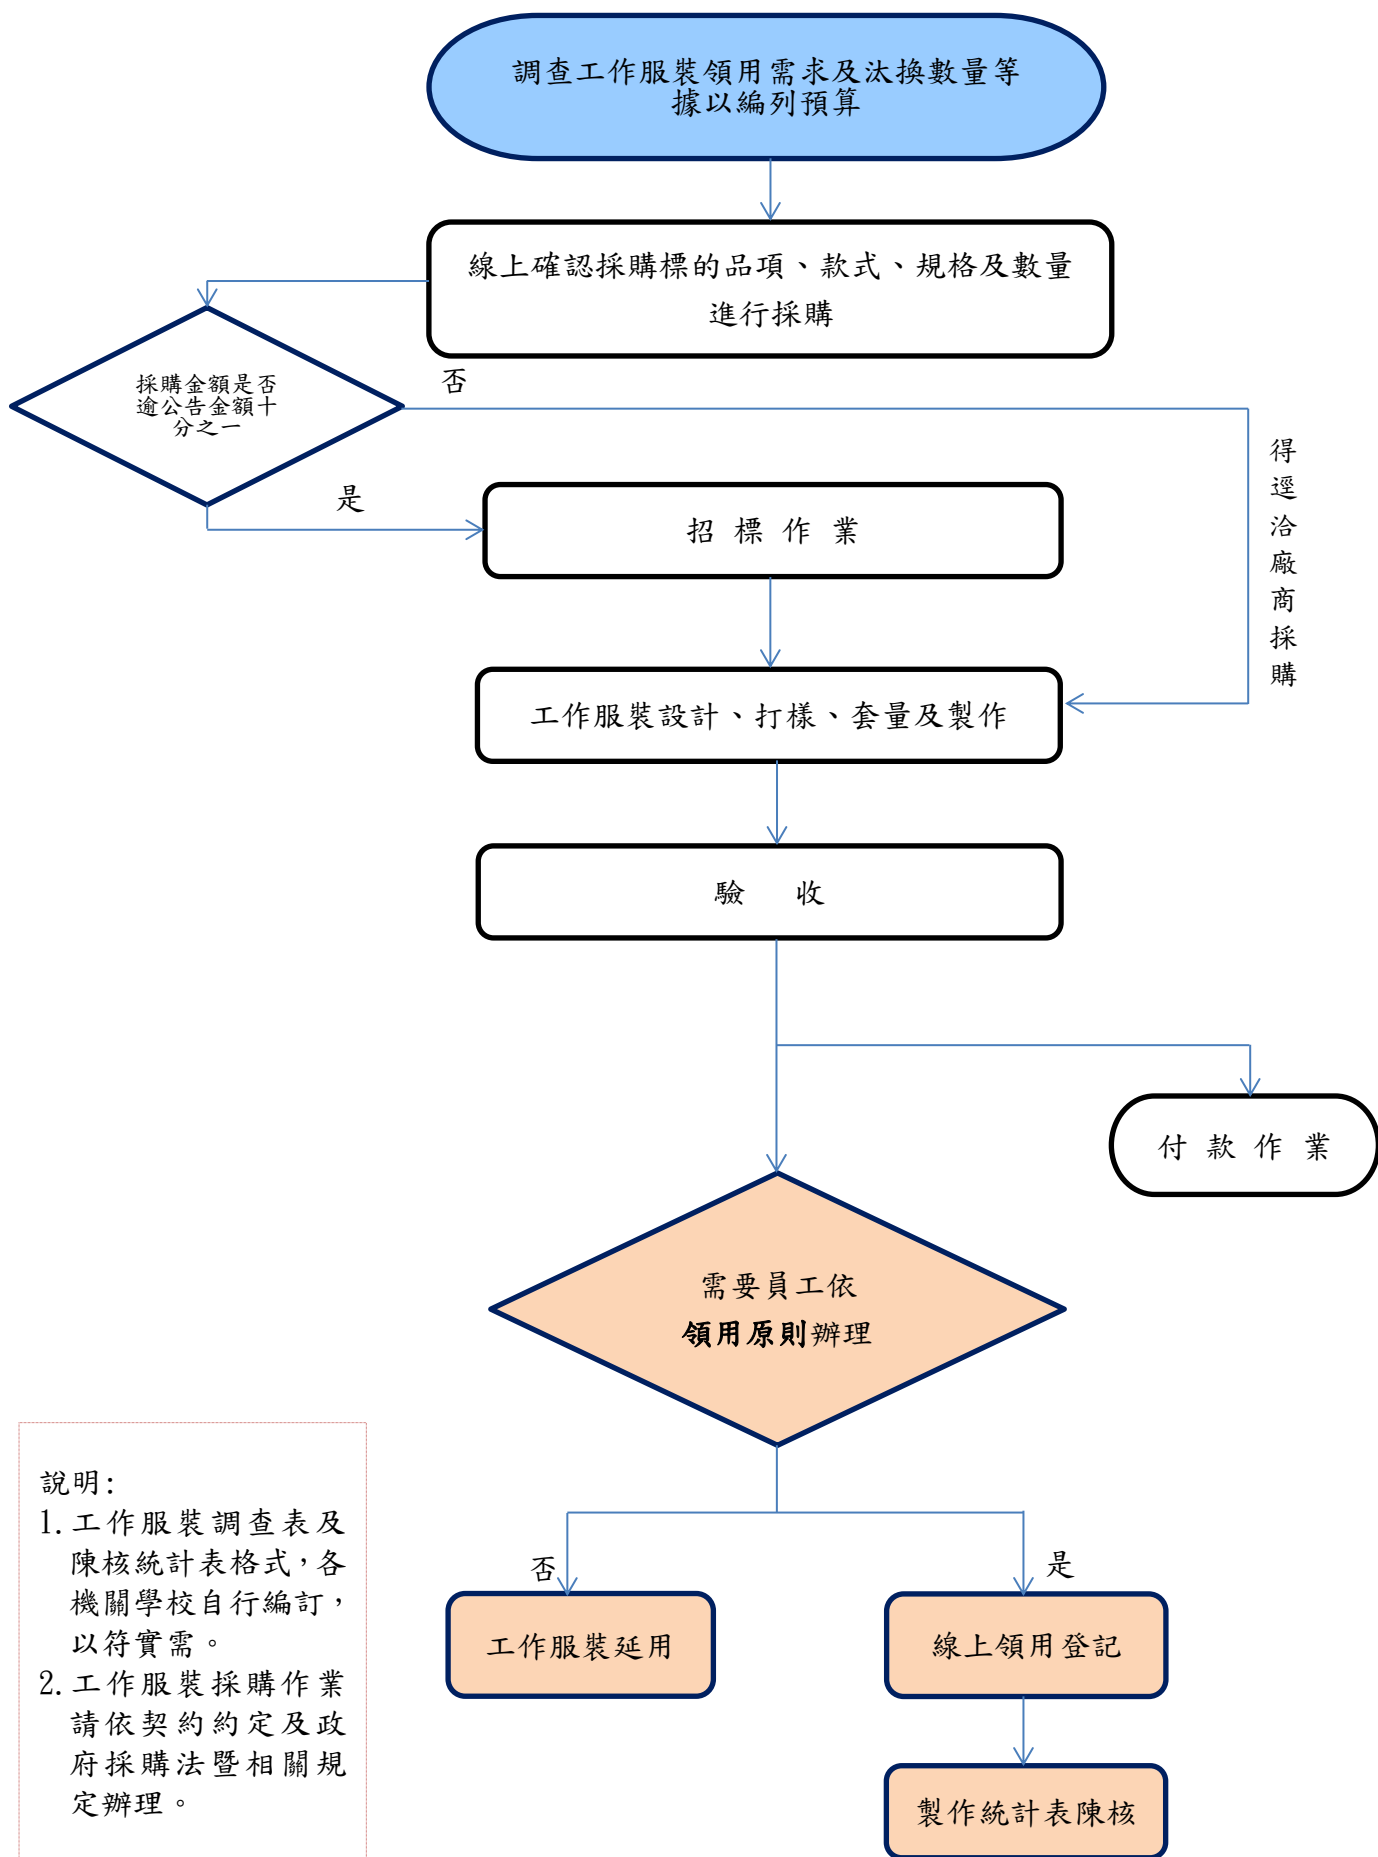 調查工作服裝領用需求及汰換數量等
據以編列預算
線上確認採購標的品項、款式、規格及數量
進行採購
採購金額是否
逾公告金額十
分之一
否
得逕洽廠商採購
是
招標作業
工作服裝設計、打樣、套量及製作
驗 收
付款作業
需要員工依
領用原則辦理
否
是
工作服裝延用
線上領用登記
製作統計表陳核
說明:
1.工作服裝調查表及
陳核統計表格式,各
機關學校自行編訂,
以符實需。
2.工作服裝採購作業
請依契約約定及政
府採購法暨相關規
定辦理。